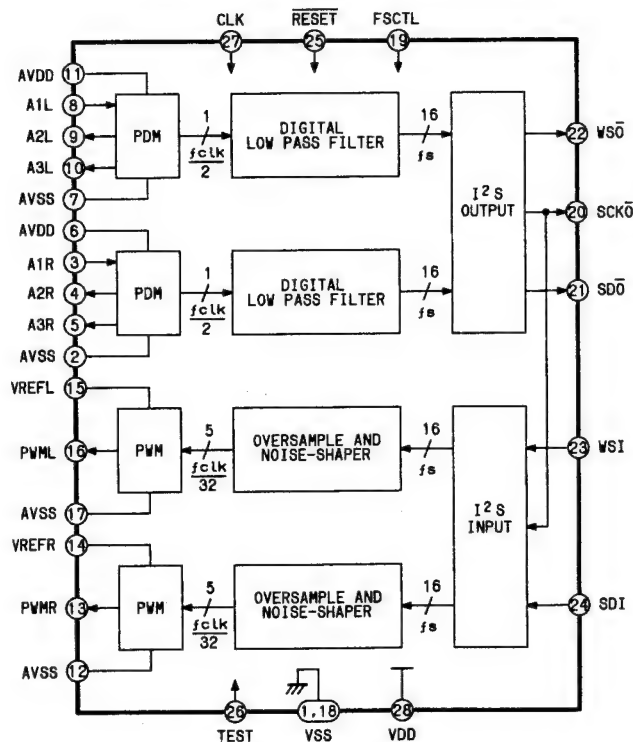 CLK
RESET
FSCTL
27
25
19
AVDD
11
A1L
8
A2L
9
A3L
10
AVSS
7
PDM
1
fclk
2
DIGITAL
LOW PASS FILTER
16
fs
I²S
OUTPUT
22
WSO
20
SCKO
21
SDO
AVDD
6
A1R
3
A2R
4
A3R
5
AVSS
2
PDM
1
fclk
2
DIGITAL
LOW PASS FILTER
16
fs
VREFL
15
PWML
16
AVSS
17
PWM
5
fclk
32
OVERSAMPLE AND
NOISE-SHAPER
16
fs
I²S
INPUT
23
WSI
24
SDI
VREFR
14
PWMR
13
AVSS
12
PWM
5
fclk
32
OVERSAMPLE AND
NOISE-SHAPER
16
fs
26
1,18
28
TEST
VSS
VDD